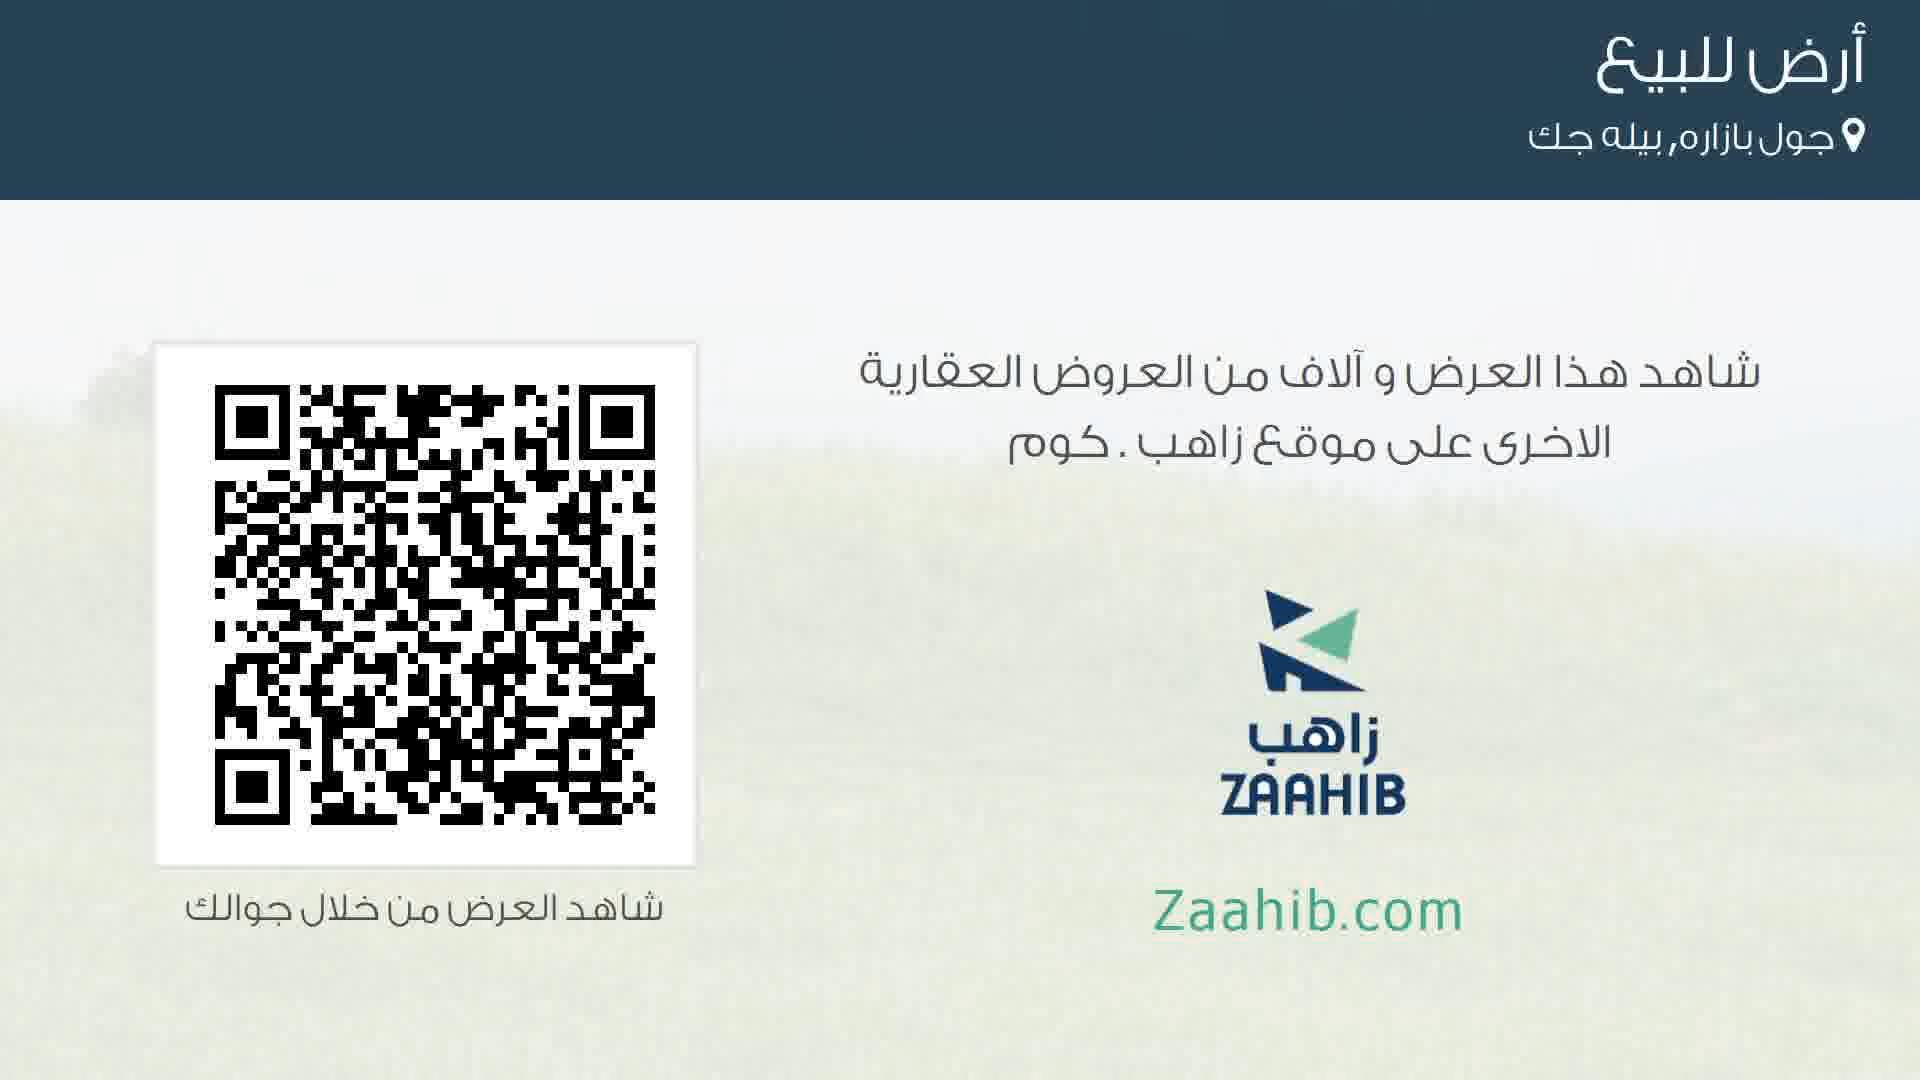 أرض للبيع
جول بازاره, بيله جك
شاهد هذا العرض و آلاف من العروض العقارية
الاخرى على موقع زاهب . كوم
زاهب
ZAAHIB
Zaahib.com
شاهد العرض من خلال جوالك